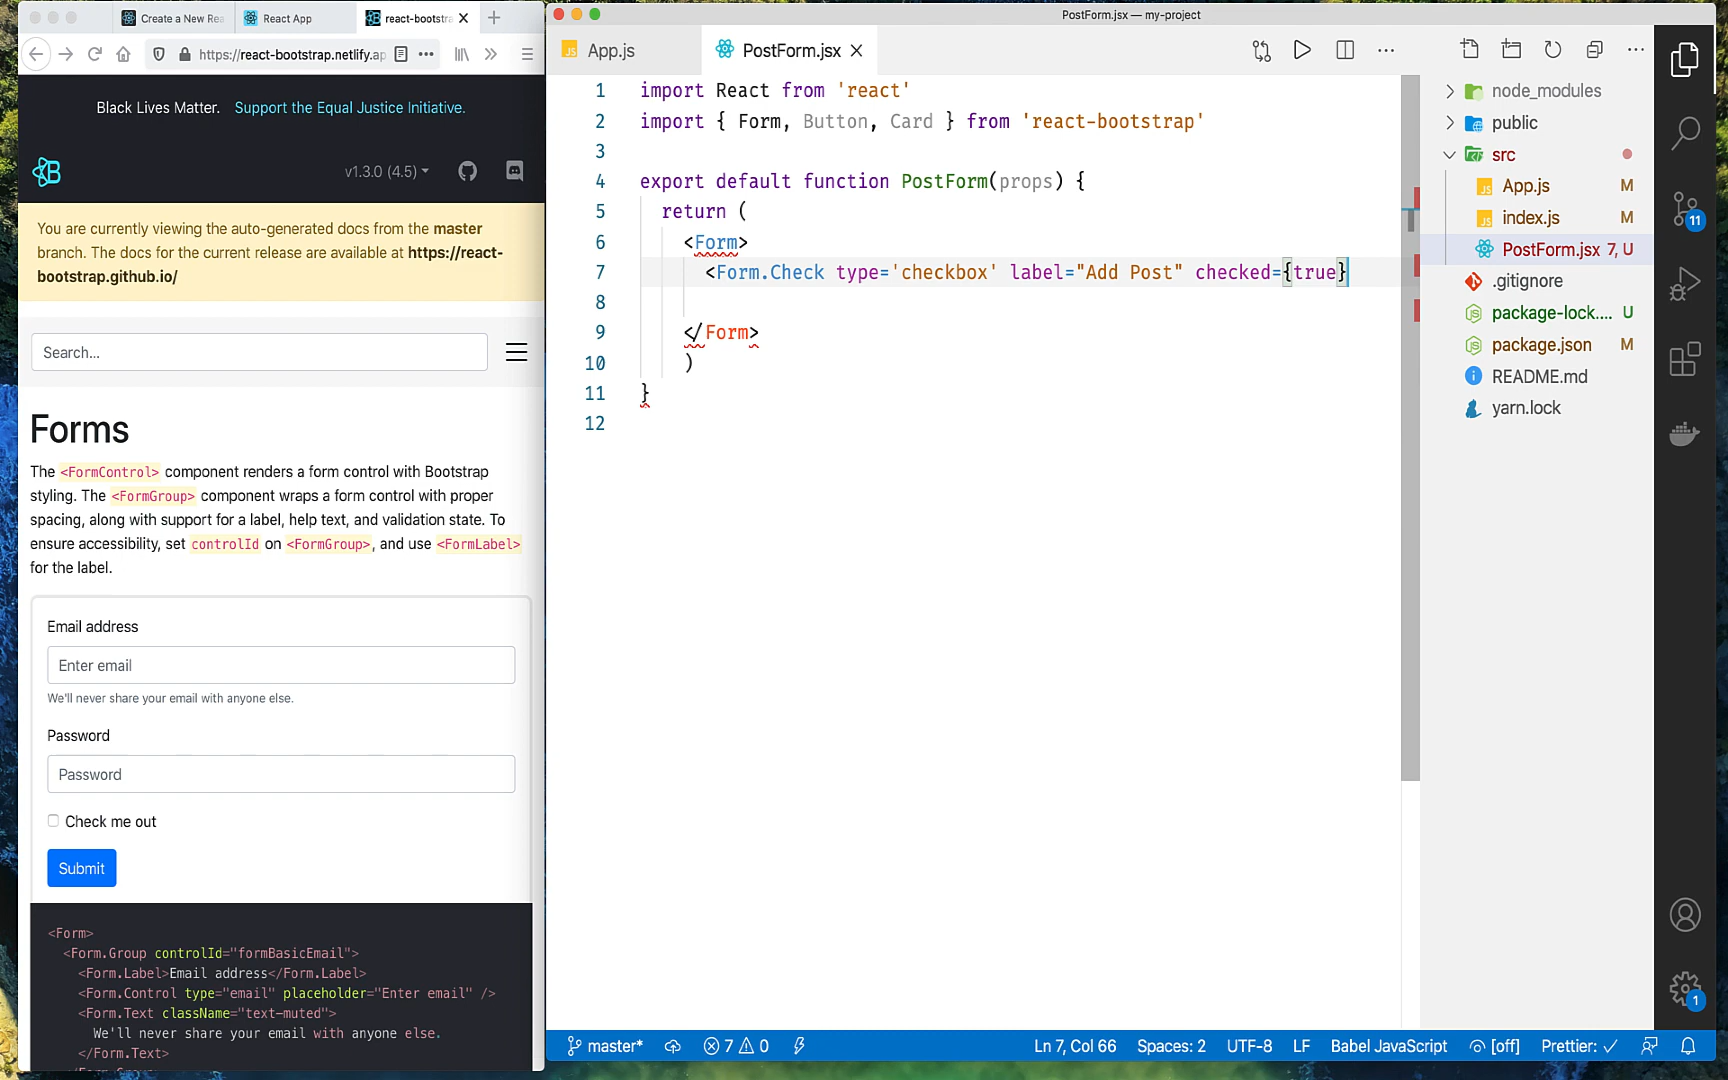 Create a New Rea
React App
react-bootstra
https://react-bootstrap.netlify.ap
Black Lives Matter. Support the Equal Justice Initiative.
v1.3.0 (4.5)
You are currently viewing the auto-generated docs from the master
branch. The docs for the current release are available at https://react-
bootstrap.github.io/
Search...
Forms
The <FormControl> component renders a form control with Bootstrap
styling. The <FormGroup> component wraps a form control with proper
spacing, along with support for a label, help text, and validation state. To
ensure accessibility, set controlId on <FormGroup>, and use <FormLabel>
for the label.
Email address
Enter email
We'll never share your email with anyone else.
Password
Password
Check me out
Submit
<Form>
<Form.Group controlId="formBasicEmail">
<Form.Label>Email address</Form.Label>
<Form.Control type="email" placeholder="Enter email" />
<Form.Text className="text-muted">
We'll never share your email with anyone else.
</Form.Text>
PostForm.jsx — my-project
JS App.js
PostForm.jsx
1 import React from 'react'
2 import { Form, Button, Card } from 'react-bootstrap'
3
4 export default function PostForm(props) {
5 return (
6 <Form>
7 <Form.Check type='checkbox' label="Add Post" checked={true}
8
9 </Form>
10 )
11 }
12
node_modules
public
src
JS App.js M
JS index.js M
PostForm.jsx 7, U
.gitignore
package-lock.... U
package.json M
README.md
yarn.lock
11
1
master*
7 0
Ln 7, Col 66
Spaces: 2
UTF-8
LF
Babel JavaScript
[off]
Prettier: ✓